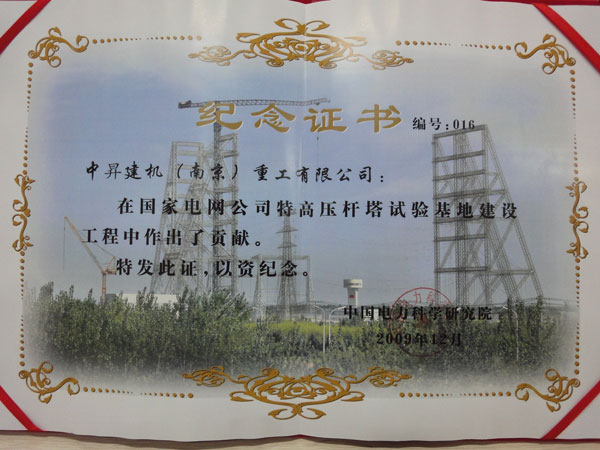 纪念证书 编号:016
中昇建机（南京）重工有限公司：
在国家电网公司特高压杆塔试验基地建设
工程中作出了贡献。
特发此证,以资纪念。
中国电力科学研究院
2009年12月